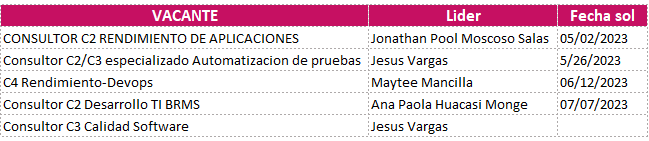 VACANTE Lider Fecha sol
CONSULTOR C2 RENDIMIENTO DE APLICACIONES Jonathan Pool Moscoso Salas 05/02/2023
Consultor C2/C3 especializado Automatizacion de pruebas Jesus Vargas 5/26/2023
C4 Rendimiento-Devops Maytee Mancilla 06/12/2023
Consultor C2 Desarrollo TI BRMS Ana Paola Huacasi Monge 07/07/2023
Consultor C3 Calidad Software Jesus Vargas